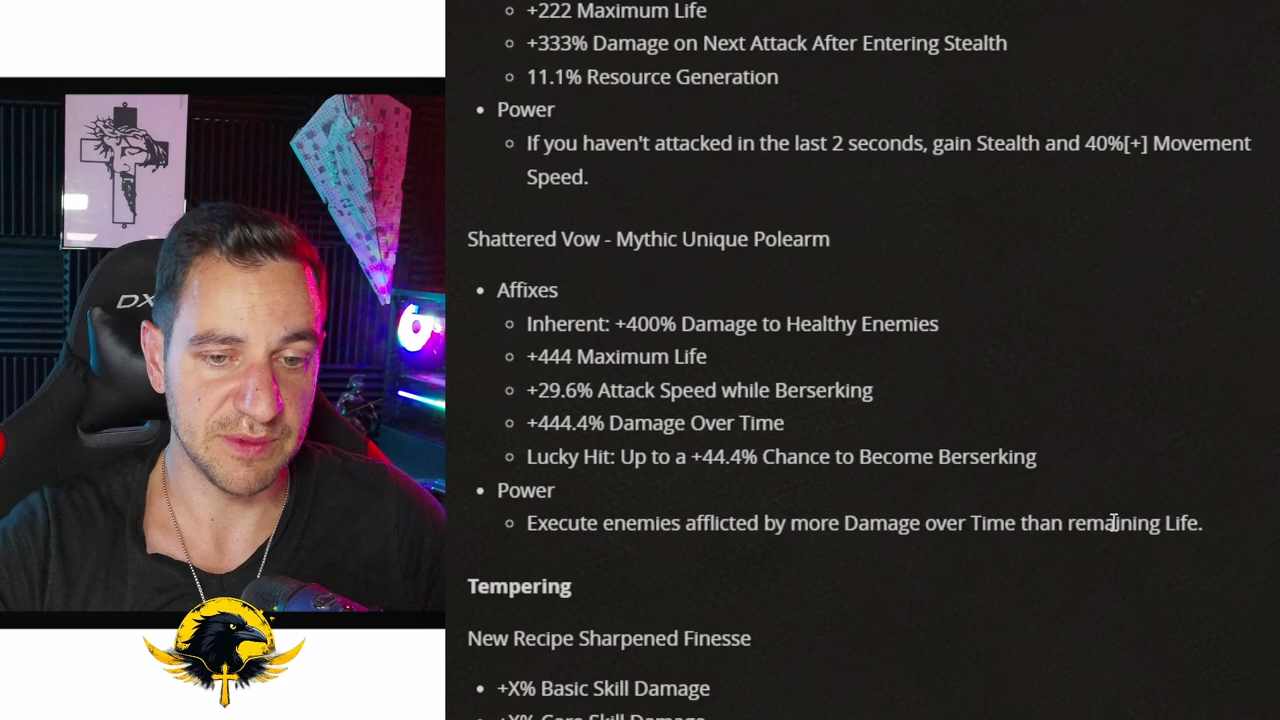 +222 Maximum Life
+333% Damage on Next Attack After Entering Stealth
11.1% Resource Generation
Power
If you haven't attacked in the last 2 seconds, gain Stealth and 40%[+] Movement
Speed.
Shattered Vow - Mythic Unique Polearm
Affixes
Inherent: +400% Damage to Healthy Enemies
+444 Maximum Life
+29.6% Attack Speed while Berserking
+444.4% Damage Over Time
Lucky Hit: Up to a +44.4% Chance to Become Berserking
Power
Execute enemies afflicted by more Damage over Time than remaining Life.
Tempering
New Recipe Sharpened Finesse
+X% Basic Skill Damage
+X% Core Skill Damage
DX